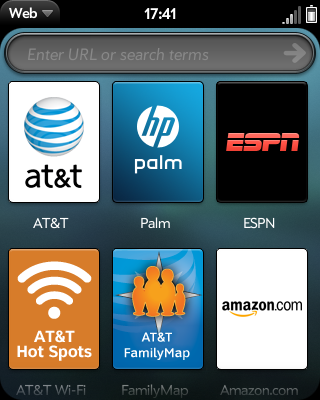 Web
17:41
Enter URL or search terms
at&t
hp
palm
ESPN
AT&T
Palm
ESPN
AT&T
Hot Spots
AT&T
FamilyMap
amazon.com
AT&T Wi-Fi
FamilyMap
Amazon.com